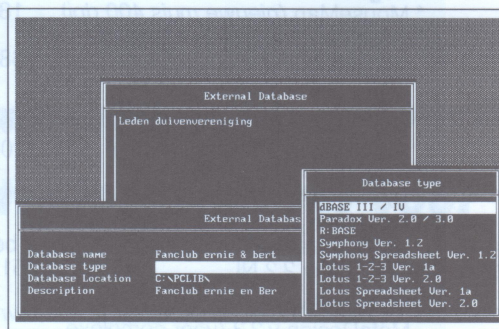 External Database
Leden duivenvereniging
Database type
dBASE III / IV
Paradox Ver. 2.0 / 3.0
R:BASE
Symphony Ver. 1.2
Symphony Spreadsheet Ver. 1.2
Lotus 1-2-3 Ver. 1a
Lotus 1-2-3 Ver. 2.0
Lotus Spreadsheet Ver. 1a
Lotus Spreadsheet Ver. 2.0
External Databas
Database name Fanclub ernie & bert
Database type
Database Location C:\PCLIB\
Description Fanclub ernie en Ber